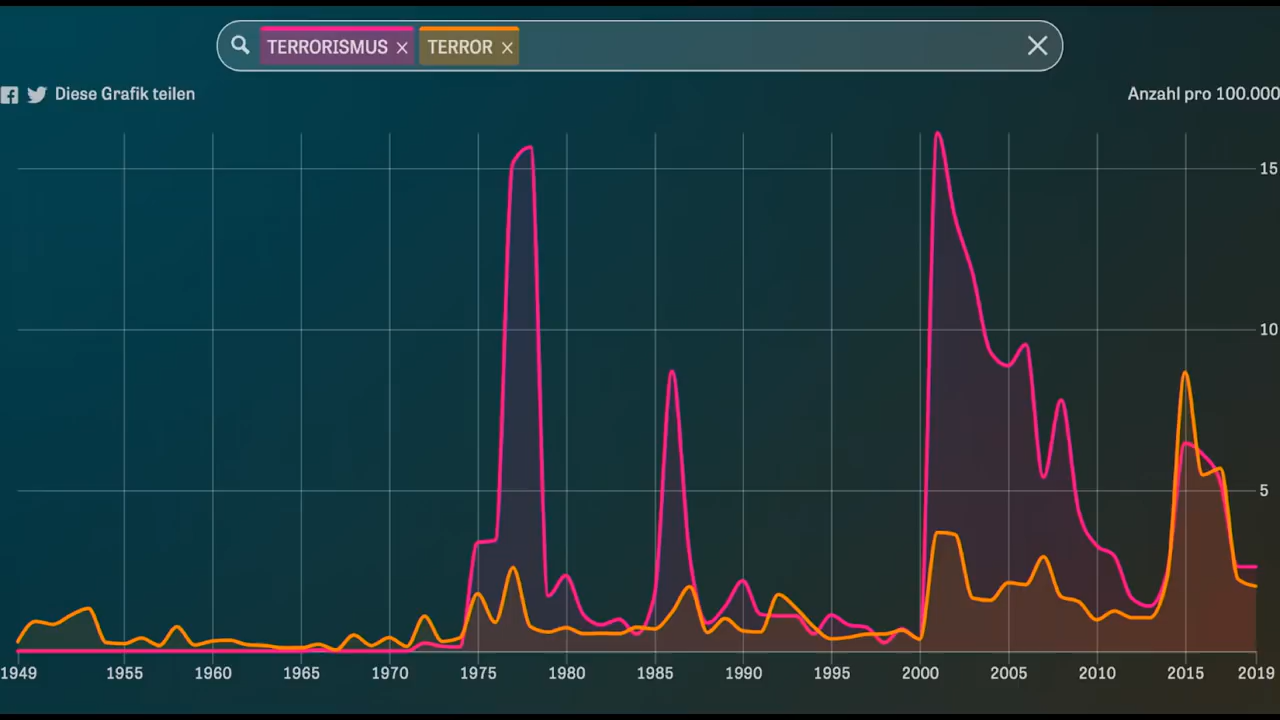 TERRORISMUS × TERROR ×
Diese Grafik teilen
Anzahl pro 100.000
15
10
5
1949 1955 1960 1965 1970 1975 1980 1985 1990 1995 2000 2005 2010 2015 2019